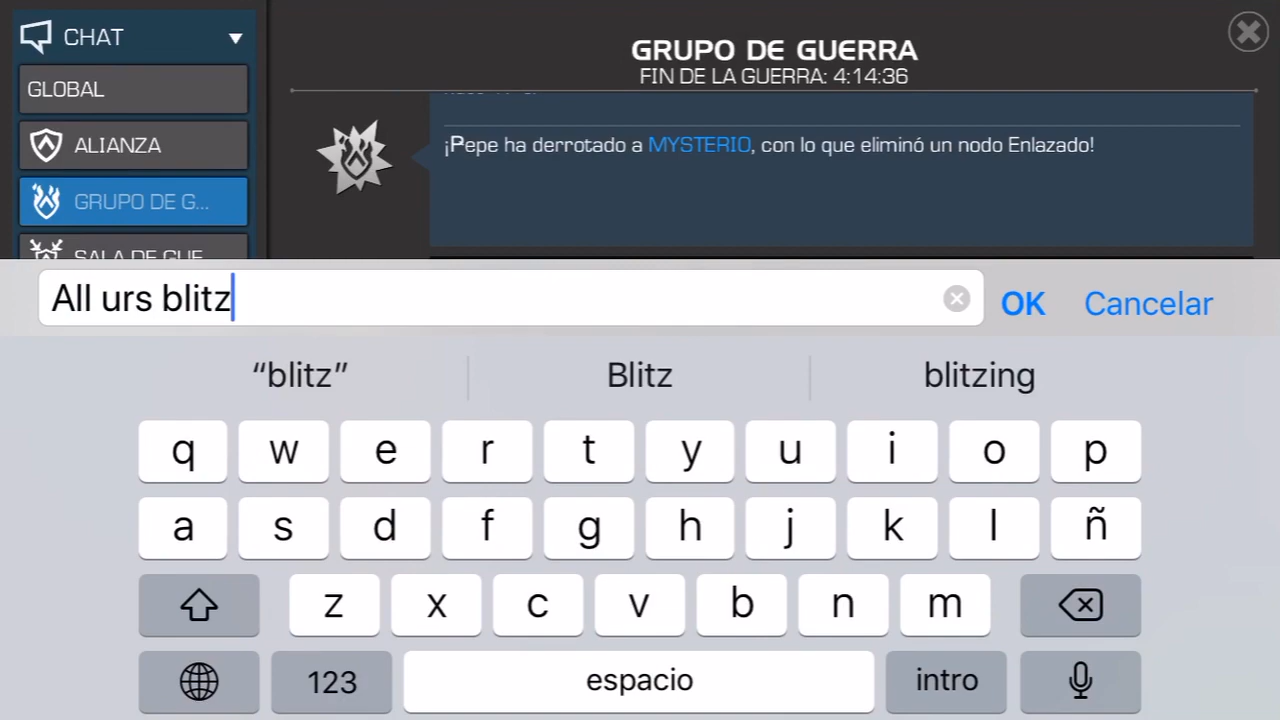 CHAT
GLOBAL
ALIANZA
GRUPO DE G...
GRUPO DE GUERRA
FIN DE LA GUERRA: 4:14:36
¡Pepe ha derrotado a MYSTERIO, con lo que eliminó un nodo Enlazado!
All urs blitz
OK
Cancelar
“blitz”
Blitz
blitzing
q w e r t y u i o p
a s d f g h j k l ñ
z x c v b n m
123
espacio
intro